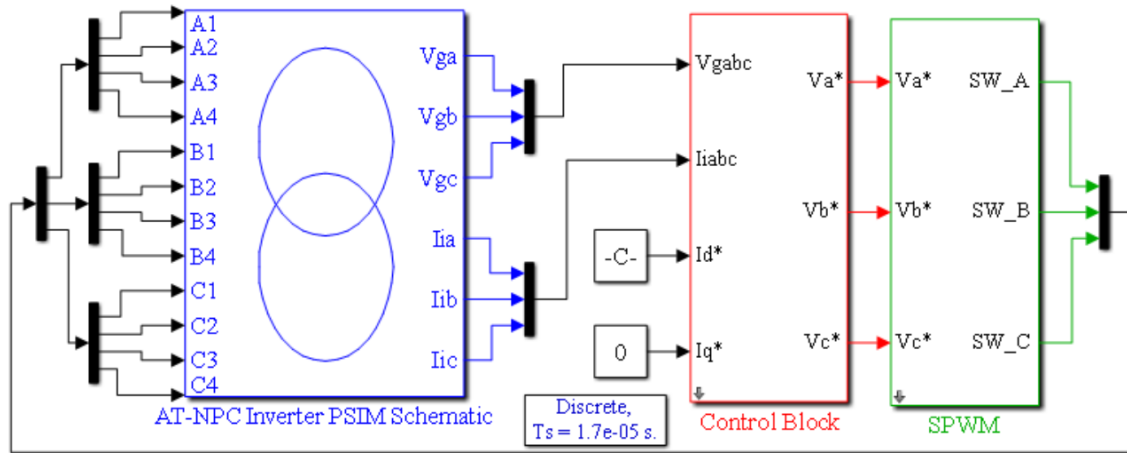 A1
A2
A3
A4
B1
B2
B3
B4
C1
C2
C3
C4
Vga
Vgb
Vgc
Iia
Iib
Iic
AT-NPC Inverter PSIM Schematic
-C-
0
Discrete,
Ts = 1.7e-05 s.
Vgabc
Iiabc
Id*
Iq*
Va*
Vb*
Vc*
Control Block
Va*
Vb*
Vc*
SW_A
SW_B
SW_C
SPWM